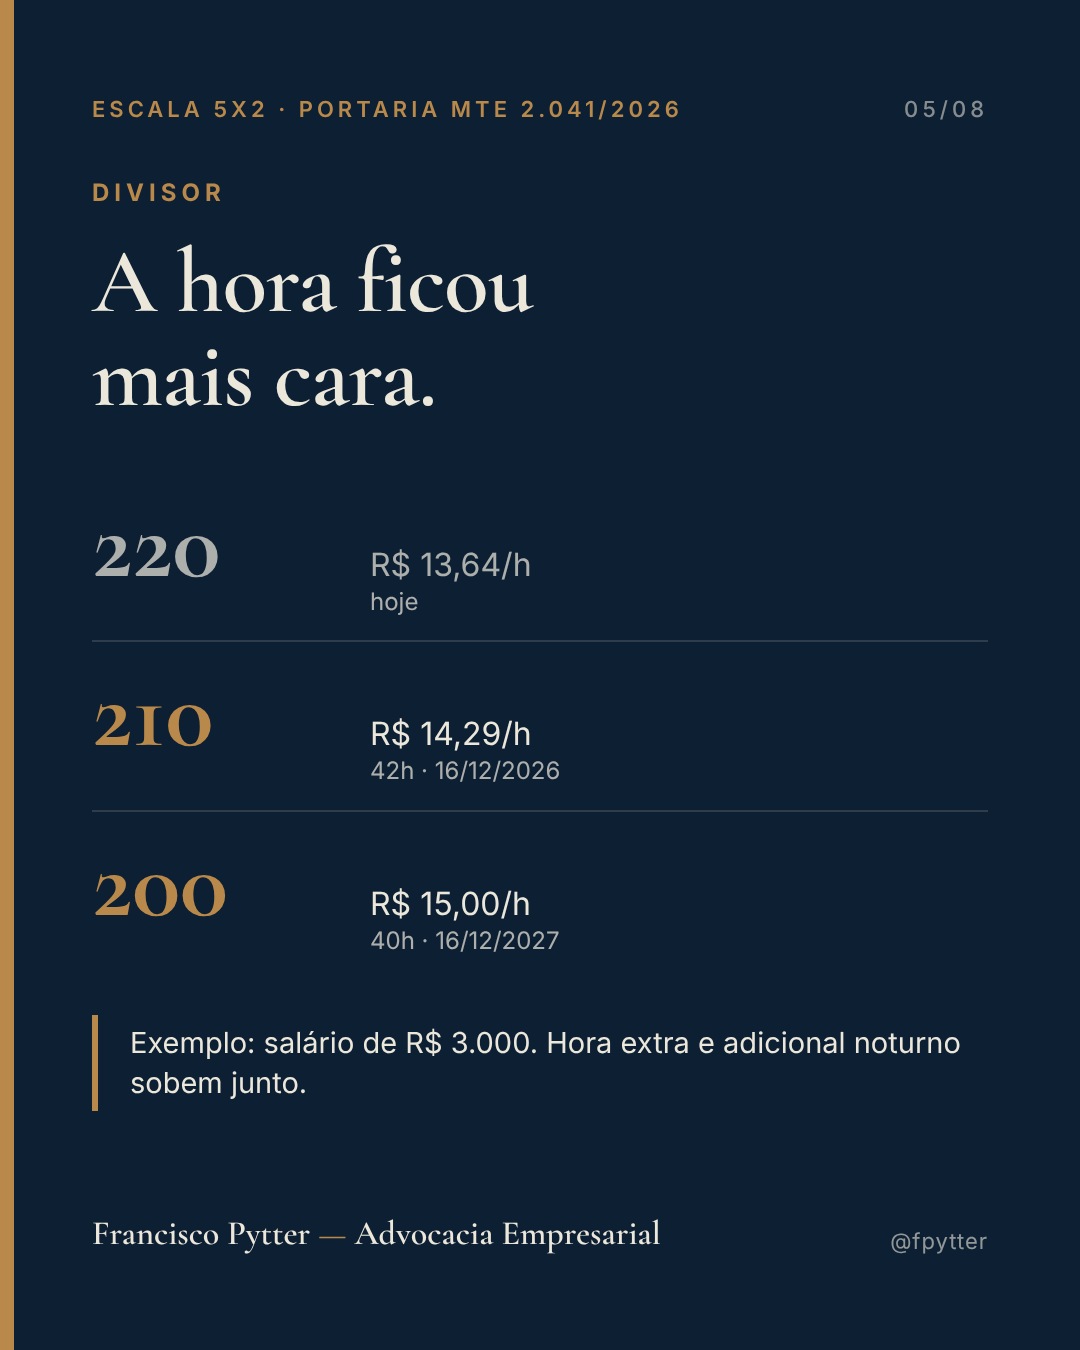 ESCALA 5X2 · PORTARIA MTE 2.041/2026
05/08
DIVISOR
A hora ficou
mais cara.
220
R$ 13,64/h
hoje
210
R$ 14,29/h
42h · 16/12/2026
200
R$ 15,00/h
40h · 16/12/2027
Exemplo: salário de R$ 3.000. Hora extra e adicional noturno
sobem junto.
Francisco Pytter — Advocacia Empresarial
@fpytter